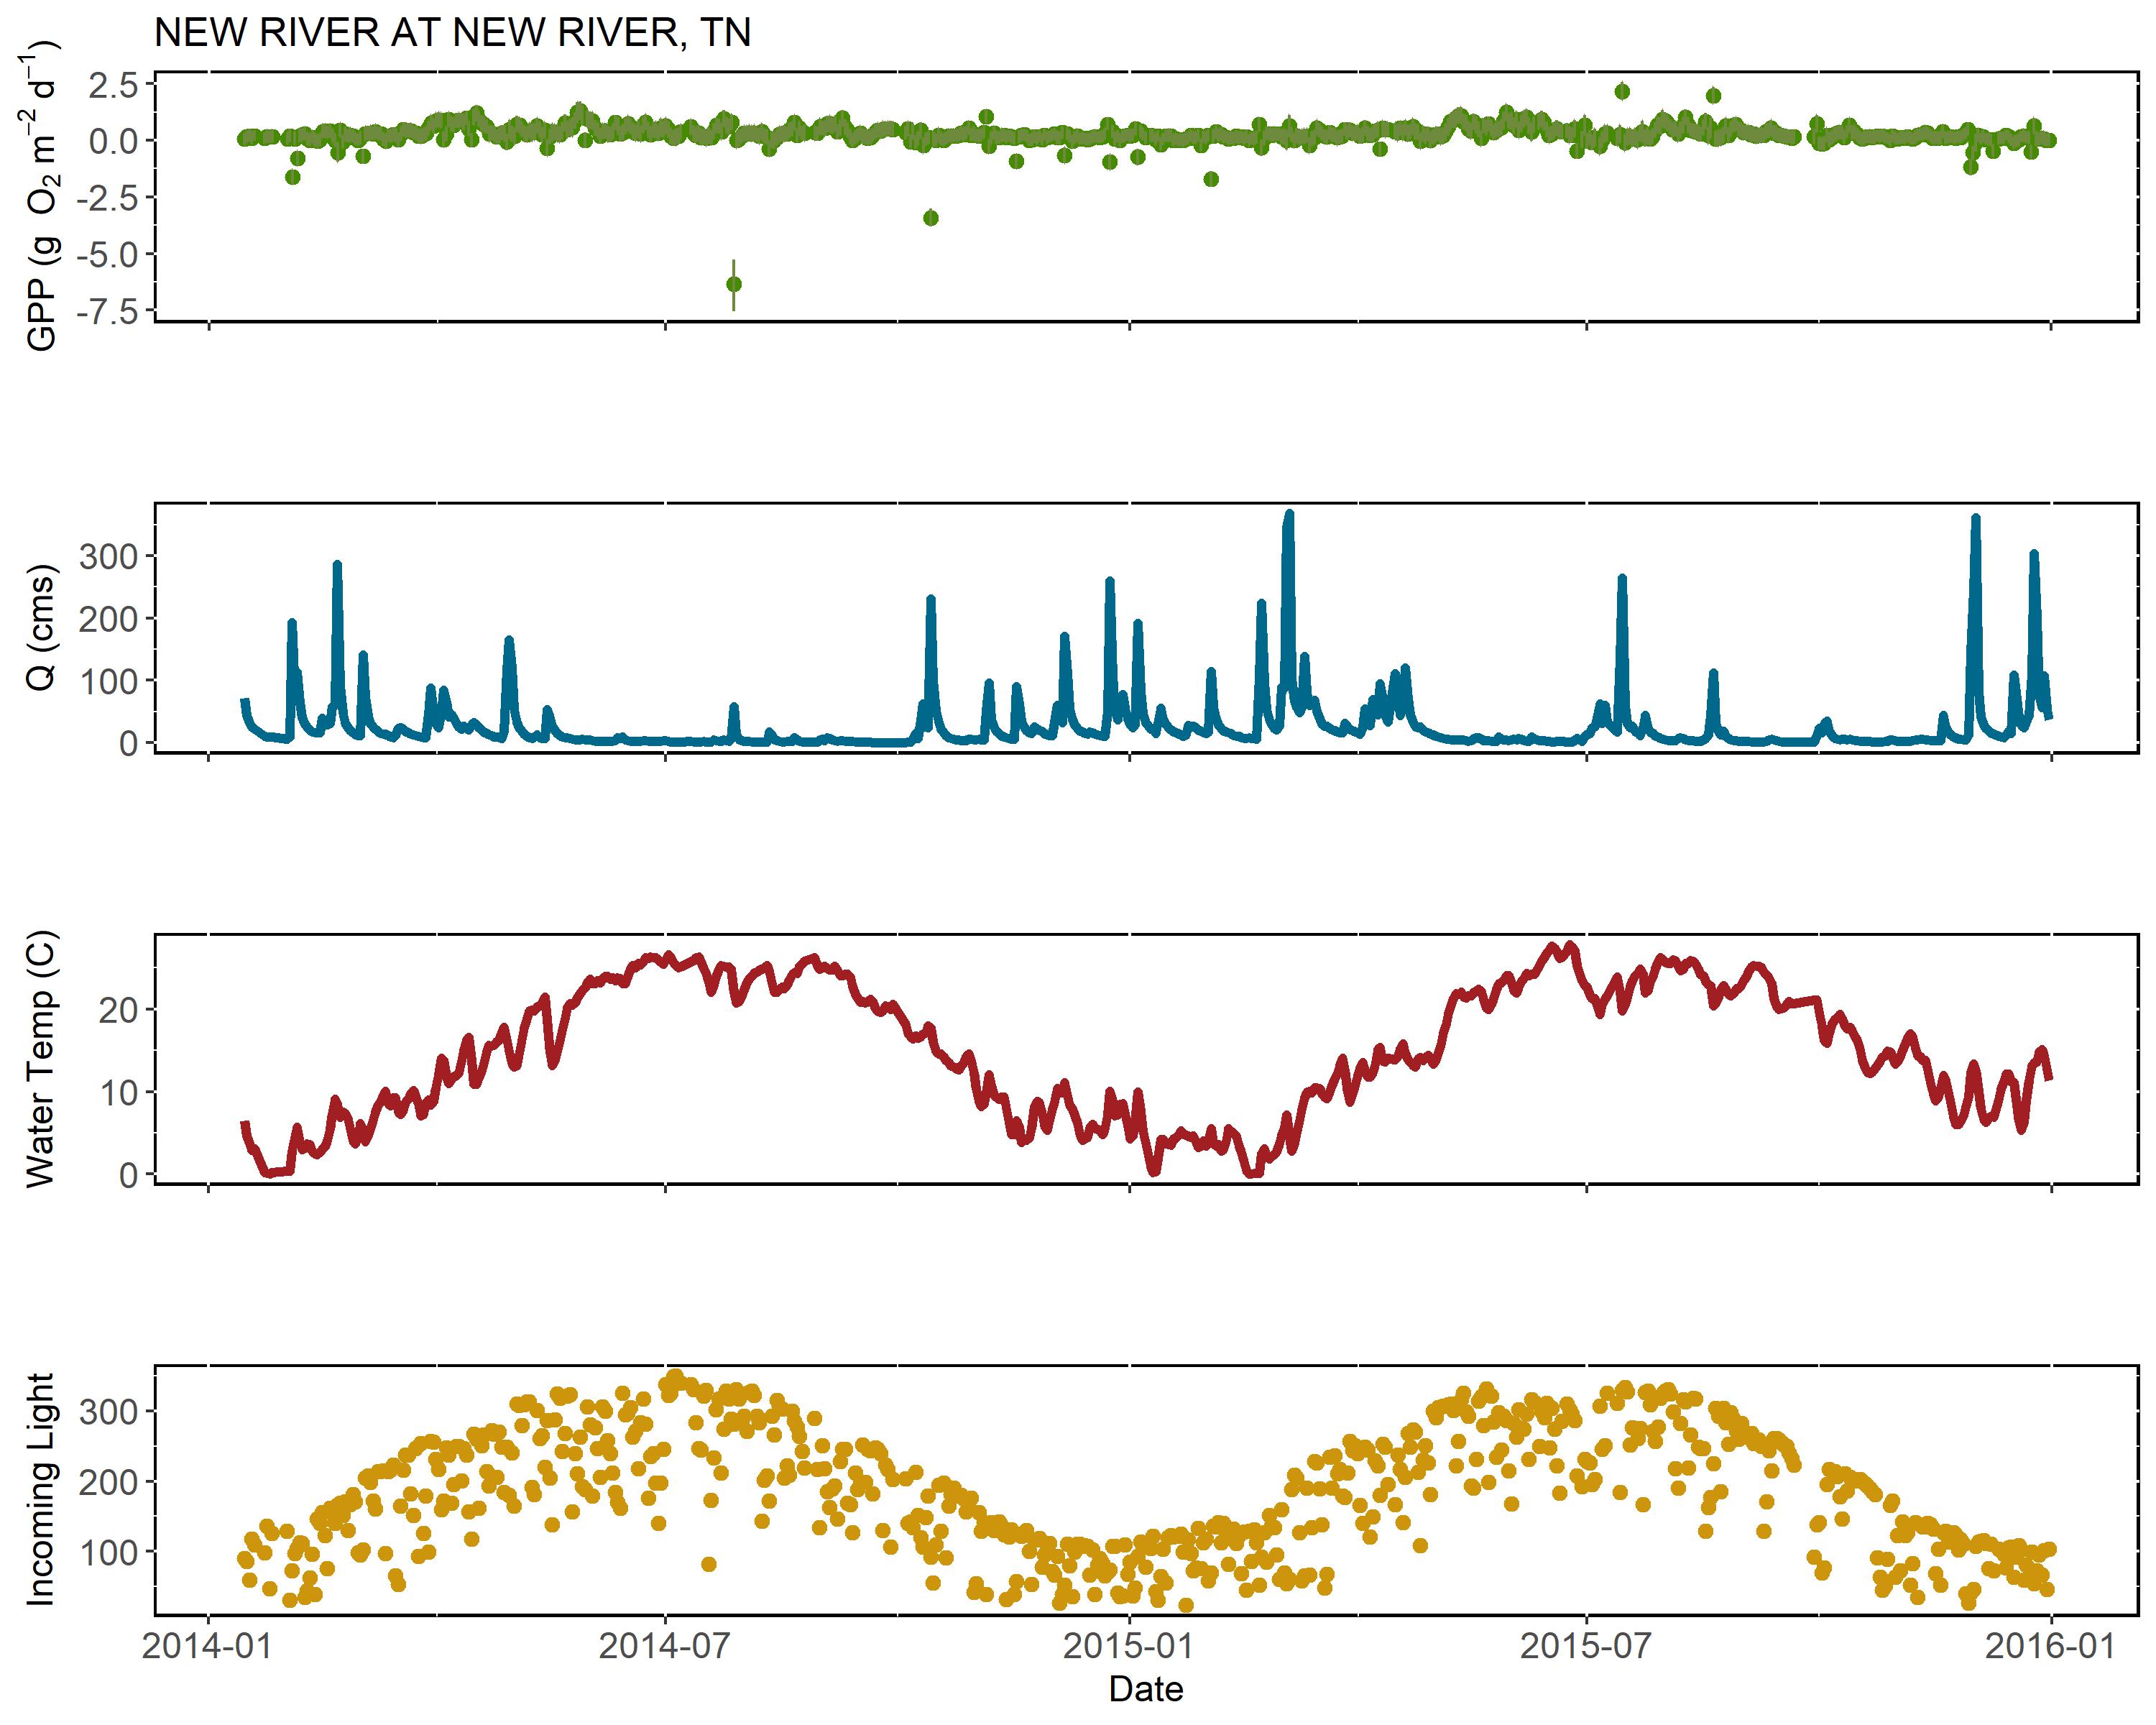 NEW RIVER AT NEW RIVER, TN
GPP (g O₂ m⁻² d⁻¹)
2.5
0.0
-2.5
-5.0
-7.5
Q (cms)
300
200
100
0
Water Temp (C)
20
10
0
Incoming Light
300
200
100
2014-01 2014-07 2015-01 2015-07 2016-01
Date